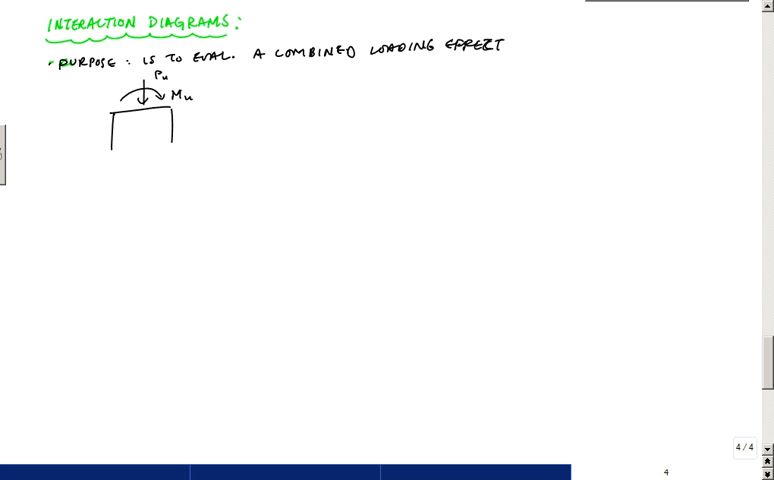 INTERACTION DIAGRAMS:
• PURPOSE: IS TO EVAL. A COMBINED LOADING EFFECT
Pu
Mu
4 / 4
4